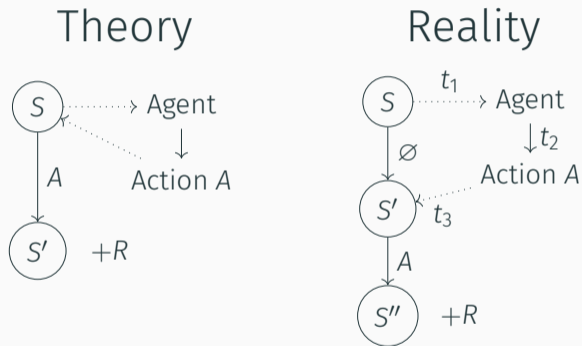 Theory
S
Agent
A
Action A
S′
+R
Reality
S
t₁
Agent
∅
t₂
Action A
S′
t₃
A
S″
+R